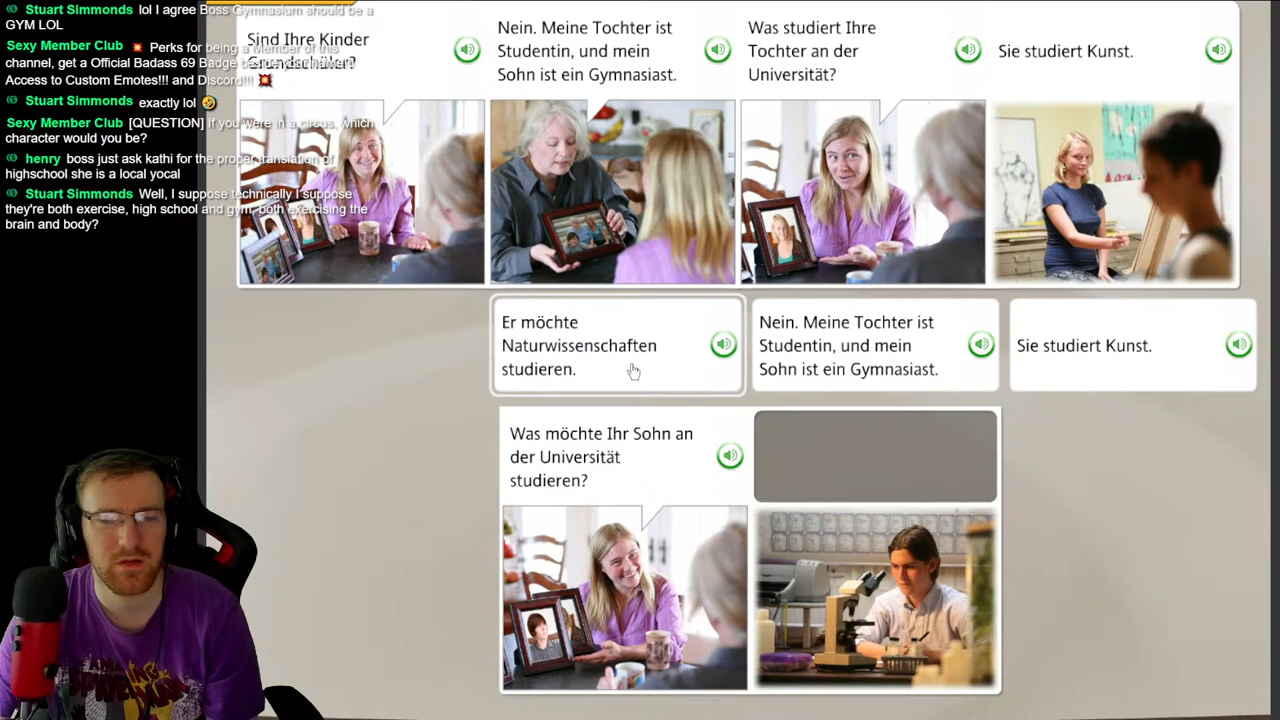 Stuart Simmonds lol I agree Boss Gymnasium should be a
GYM LOL
Sexy Member Club 💥 Perks for being a Member of this
channel, get a Official Badass 69 Badge beside your name!
Access to Custom Emotes!!! and Discord!!! 💥
Stuart Simmonds exactly lol 🤣
Sexy Member Club [QUESTION] If you were in a circus, which
character would you be?
henry boss just ask kathi for the proper translation of
highschool she is a local yocal
Stuart Simmonds Well, I suppose technically I suppose
they're both exercise, high school and gym, both exercising the
brain and body?
Sind Ihre Kinder
Grundschüler?
Nein. Meine Tochter ist
Studentin, und mein
Sohn ist ein Gymnasiast.
Was studiert Ihre
Tochter an der
Universität?
Sie studiert Kunst.
Er möchte
Naturwissenschaften
studieren.
Nein. Meine Tochter ist
Studentin, und mein
Sohn ist ein Gymnasiast.
Sie studiert Kunst.
Was möchte Ihr Sohn an
der Universität
studieren?